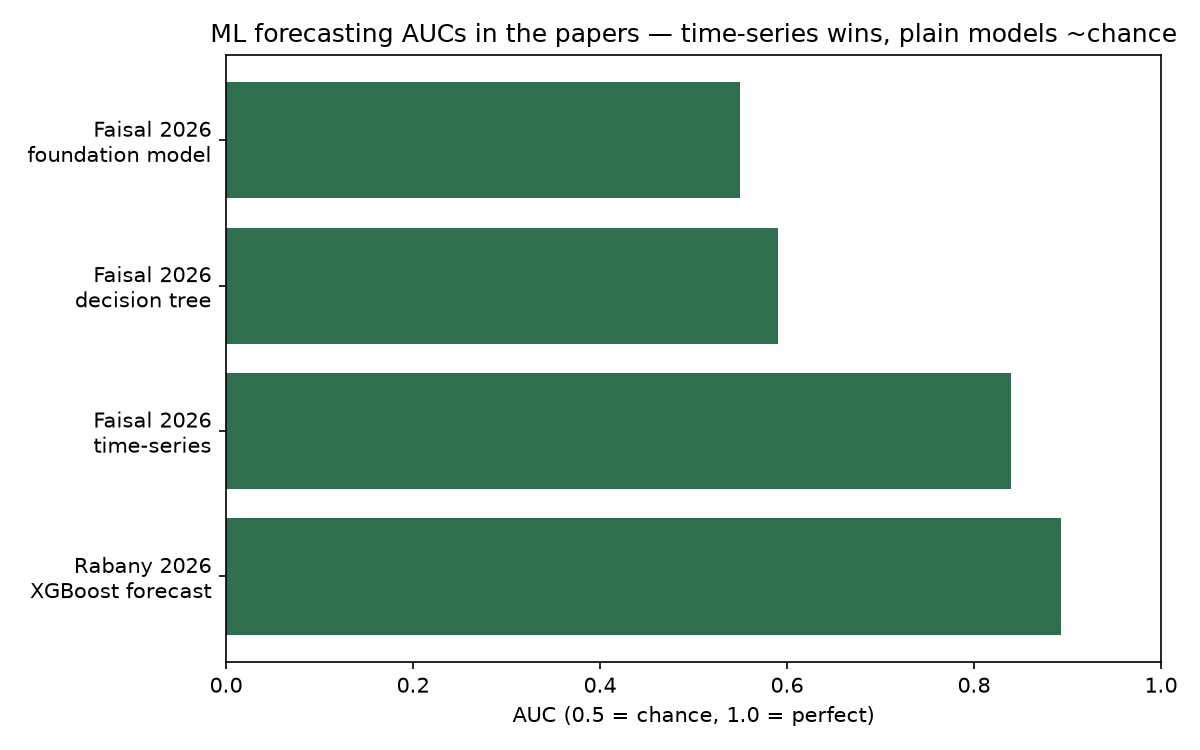 ML forecasting AUCs in the papers — time-series wins, plain models ~chance
Faisal 2026
foundation model
Faisal 2026
decision tree
Faisal 2026
time-series
Rabany 2026
XGBoost forecast
0.0 0.2 0.4 0.6 0.8 1.0
AUC (0.5 = chance, 1.0 = perfect)